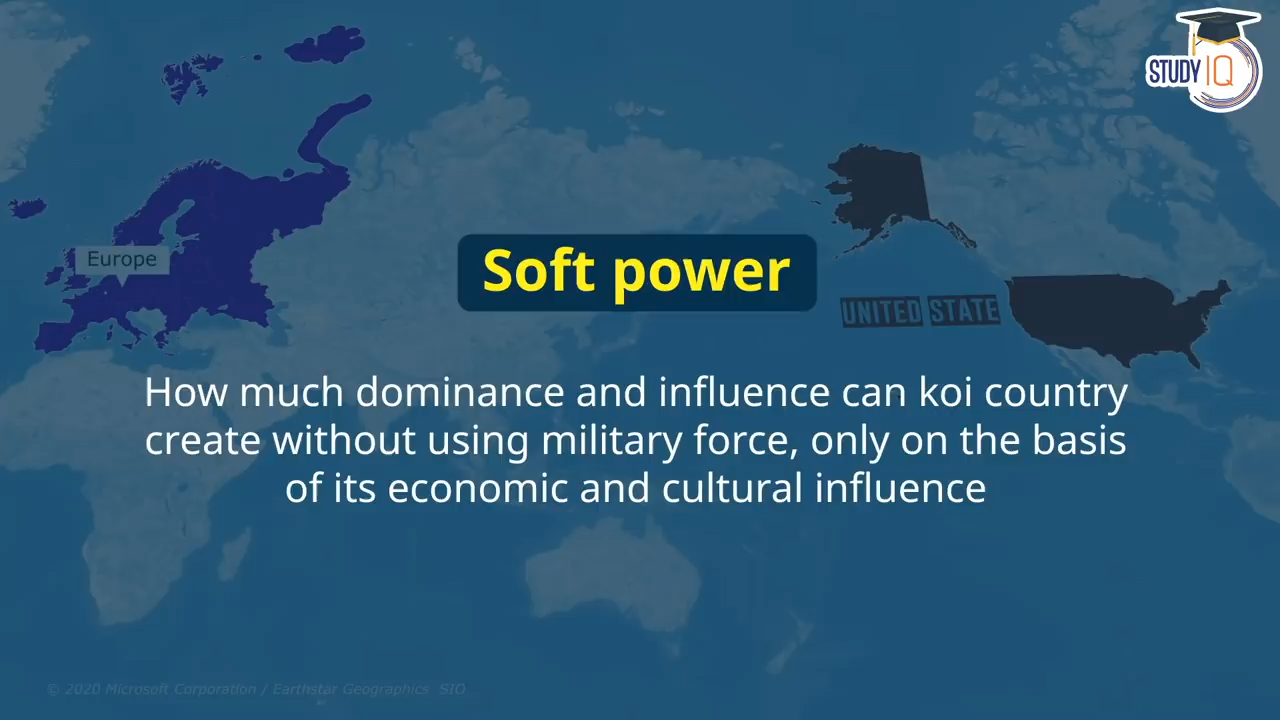 STUDY IQ
Soft power
Europe
UNITED STATE
How much dominance and influence can koi country
create without using military force, only on the basis
of its economic and cultural influence
© 2020 Microsoft Corporation / Earthstar Geographics SIO